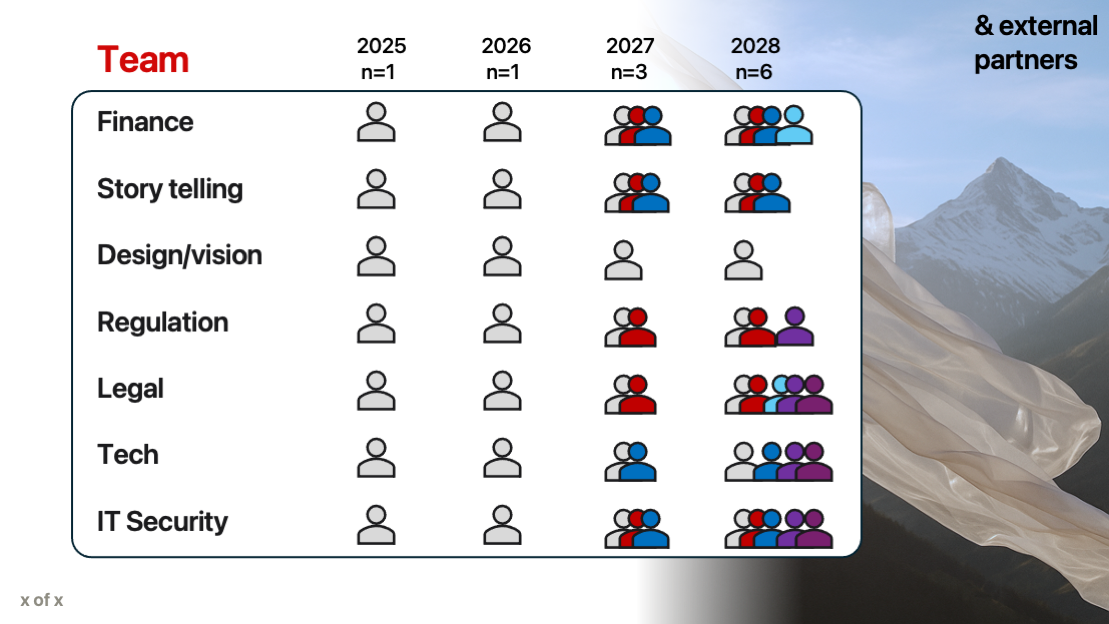 & external
partners
Team
2025
n=1
2026
n=1
2027
n=3
2028
n=6
Finance
Story telling
Design/vision
Regulation
Legal
Tech
IT Security
x of x